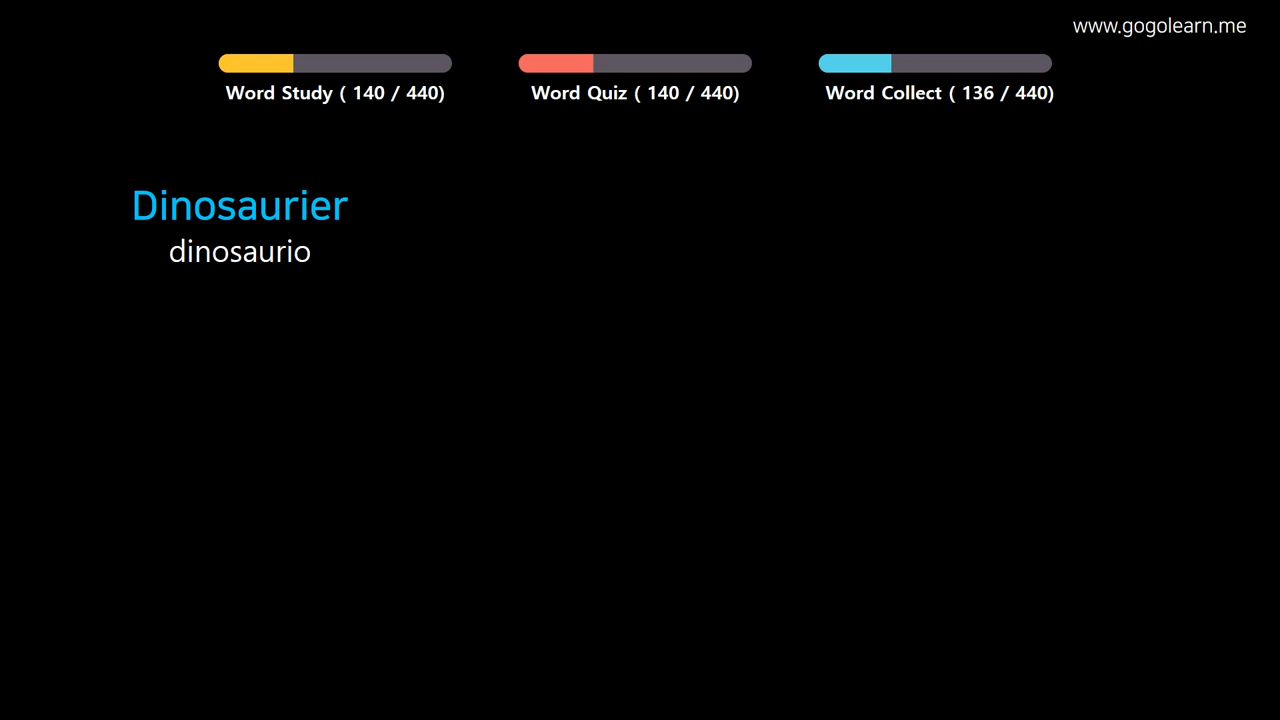 www.gogolearn.me
Word Study ( 140 / 440)
Word Quiz ( 140 / 440)
Word Collect ( 136 / 440)
Dinosaurier
dinosaurio